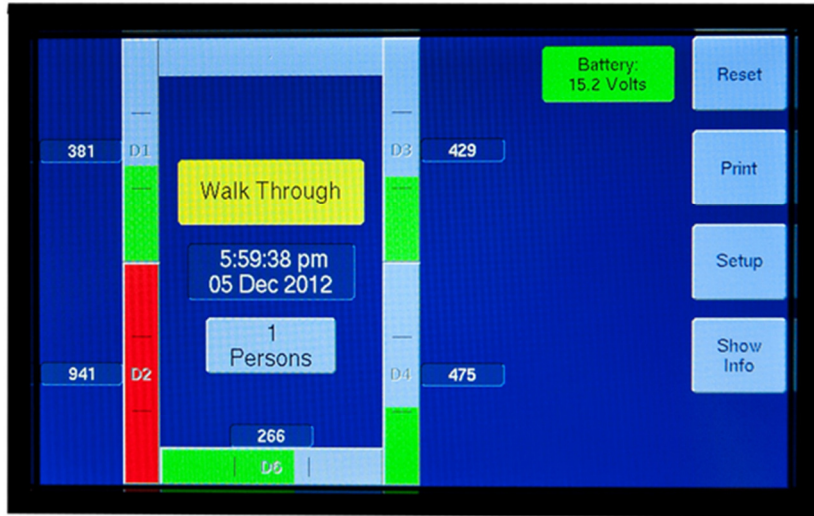 Battery:
15.2 Volts
Reset
381
D1
D3
429
Print
Walk Through
5:59:38 pm
05 Dec 2012
Setup
1
Persons
Show
Info
941
D2
D4
475
266
D6